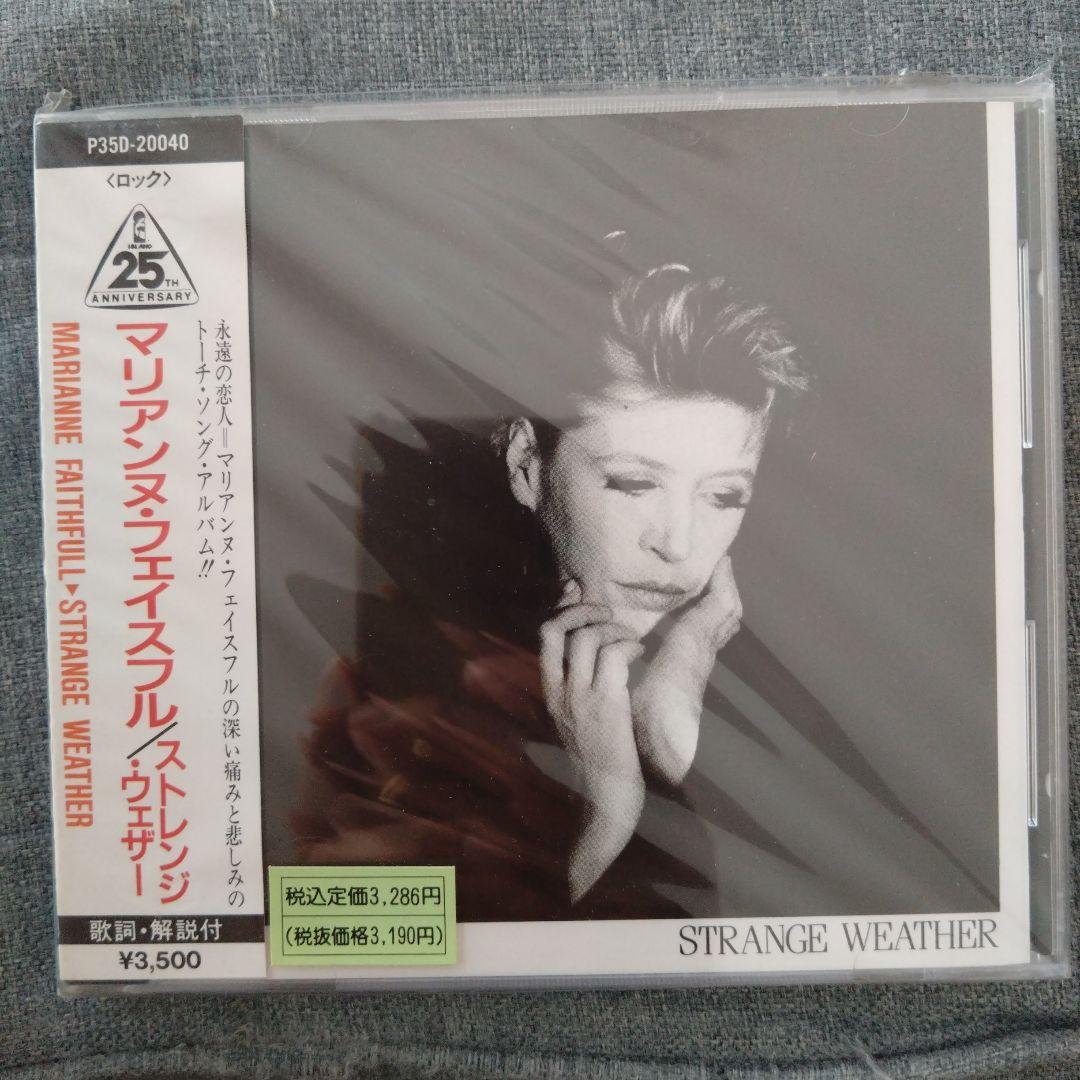 P35D-20040
〈ロック〉
ISLAND
25TH
ANNIVERSARY
永遠の恋人=マリアンヌ・フェイスフルの深い痛みと悲しみの
トーチ・ソング・アルバム!!
マリアンヌ・フェイスフル/ストレンジ
・ウェザー
MARIANNE FAITHFULL▶STRANGE WEATHER
歌詞・解説付
¥3,500
税込定価3,286円
(税抜価格3,190円)
STRANGE WEATHER